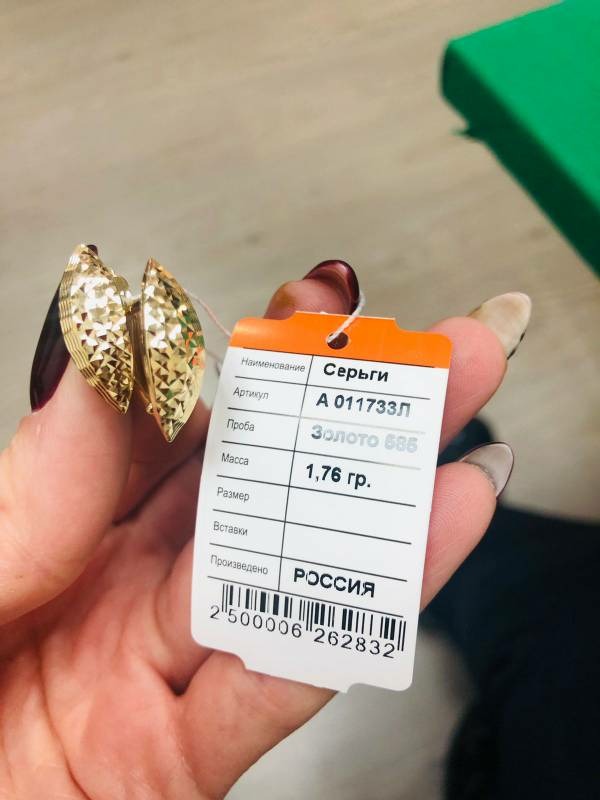 Наименование Серьги
Артикул А 011733Л
Проба Золото 585
Масса 1,76 гр.
Размер
Вставки
Произведено РОССИЯ
2 500006 262832